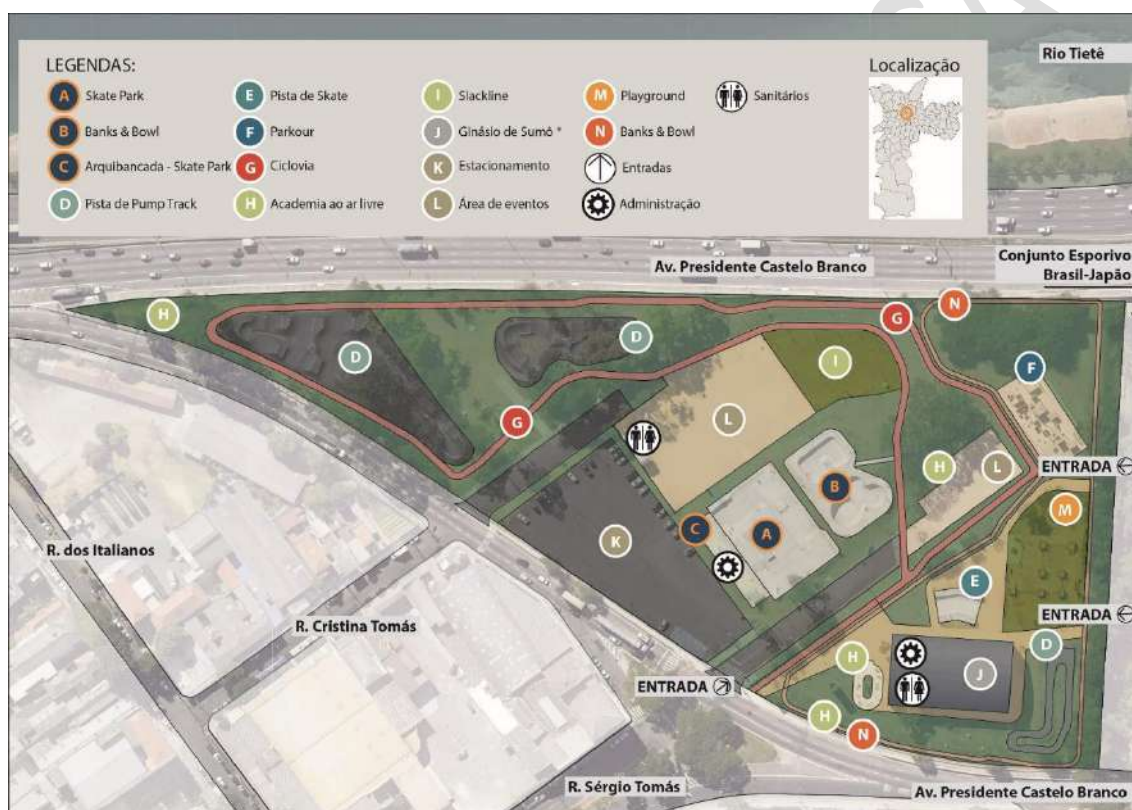 LEGENDAS:
A Skate Park
B Banks & Bowl
C Arquibancada - Skate Park
D Pista de Pump Track
E Pista de Skate
F Parkour
G Ciclovia
H Academia ao ar livre
I Slackline
J Ginásio de Sumô *
K Estacionamento
L Área de eventos
M Playground
N Banks & Bowl
Entradas
Administração
Sanitários
Localização
Rio Tietê
Av. Presidente Castelo Branco
Conjunto Esporivo
Brasil-Japão
H
D
D
G
G
N
I
F
L
H
L
ENTRADA
B
M
C
A
K
R. dos Italianos
E
R. Cristina Tomás
ENTRADA
D
H
J
ENTRADA
H
N
R. Sérgio Tomás
Av. Presidente Castelo Branco